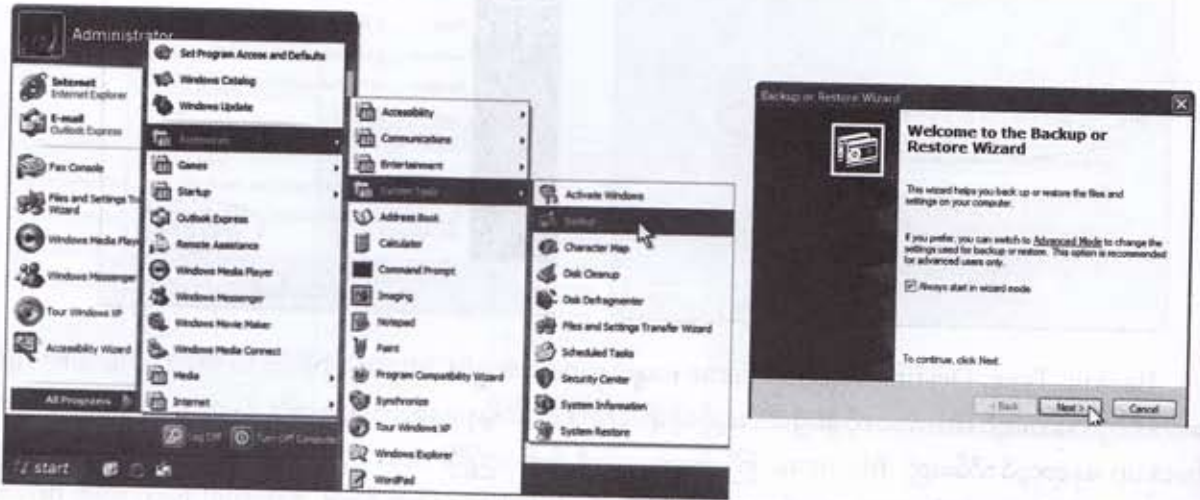 Administrator
Internet
Internet Explorer
E-mail
Outlook Express
Fax Console
Files and Settings Tr
Wizard
Windows Media Play
Windows Messenger
Tour Windows XP
Accessibility Wizard
All Programs
Log Off
Turn Off Computer
start
Set Program Access and Defaults
Windows Catalog
Windows Update
Accessories
Games
Startup
Outlook Express
Remote Assistance
Windows Media Player
Windows Messenger
Windows Movie Maker
Windows Media Connect
Media
Internet
Accessibility
Communications
Entertainment
System Tools
Address Book
Calculator
Command Prompt
Imaging
Notepad
Paint
Program Compatibility Wizard
Synchronize
Tour Windows XP
Windows Explorer
WordPad
Activate Windows
Backup
Character Map
Disk Cleanup
Disk Defragmenter
Files and Settings Transfer Wizard
Scheduled Tasks
Security Center
System Information
System Restore
Backup or Restore Wizard
Welcome to the Backup or
Restore Wizard
This wizard helps you back up or restore the files and
settings on your computer.
If you prefer, you can switch to Advanced Mode to change the
settings used for backup or restore. This option is recommended
for advanced users only.
Always start in wizard mode
To continue, click Next.
< Back
Next >
Cancel